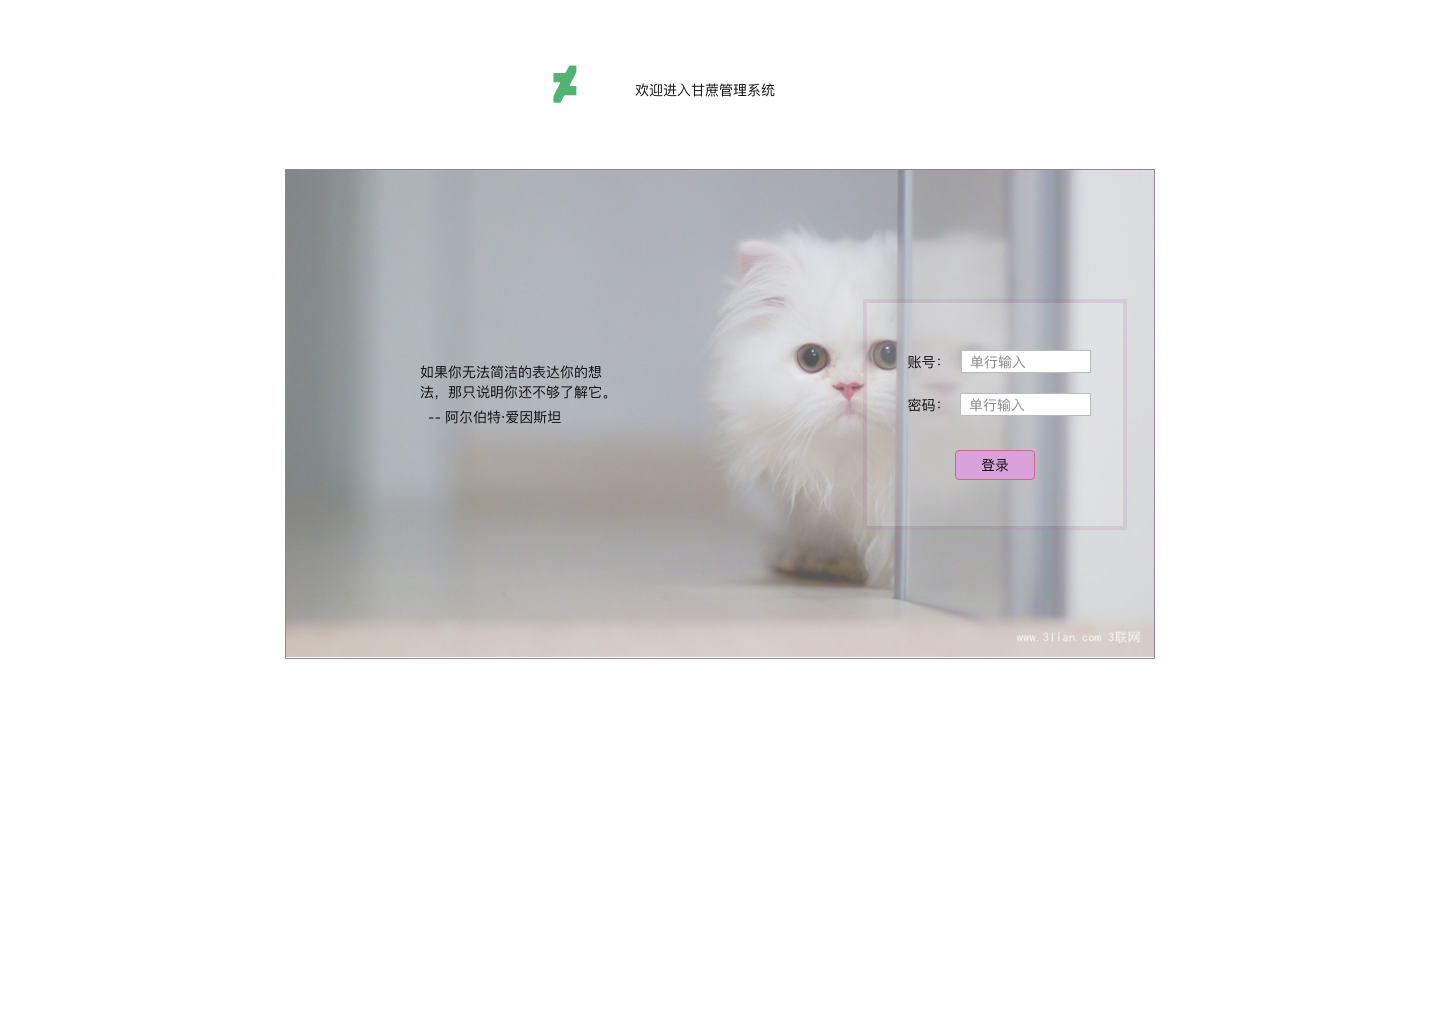 欢迎进入甘蔗管理系统
如果你无法简洁的表达你的想
法，那只说明你还不够了解它。
-- 阿尔伯特·爱因斯坦
账号： 单行输入
密码： 单行输入
登录
www.3lian.com 3联网